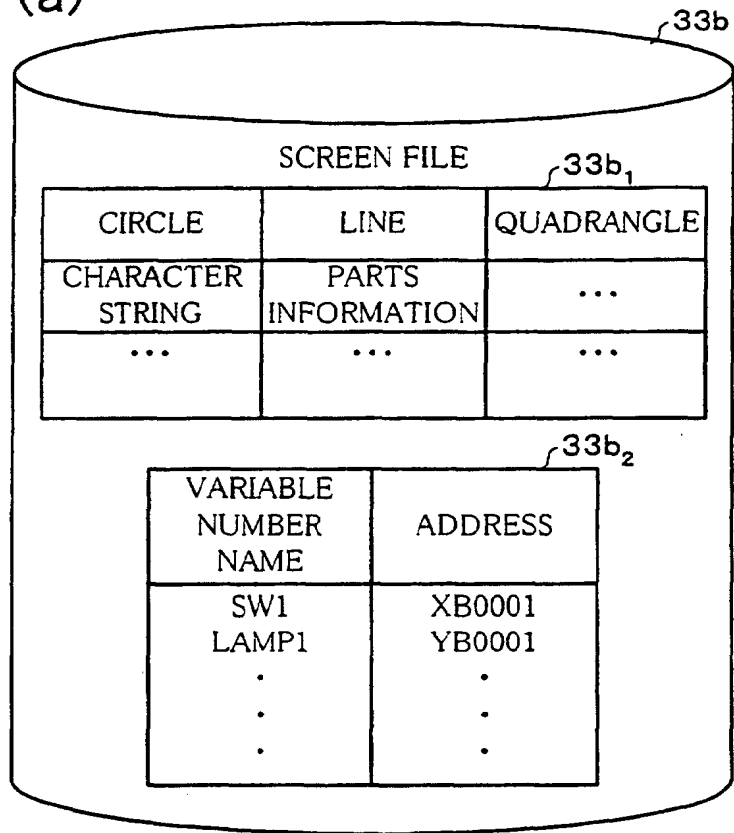 (a)
33b
SCREEN FILE
33b₁
CIRCLE LINE QUADRANGLE
CHARACTER STRING PARTS INFORMATION ...
... ... ...
33b₂
VARIABLE NUMBER NAME ADDRESS
SW1 XB0001
LAMP1 YB0001
. .
. .
. .